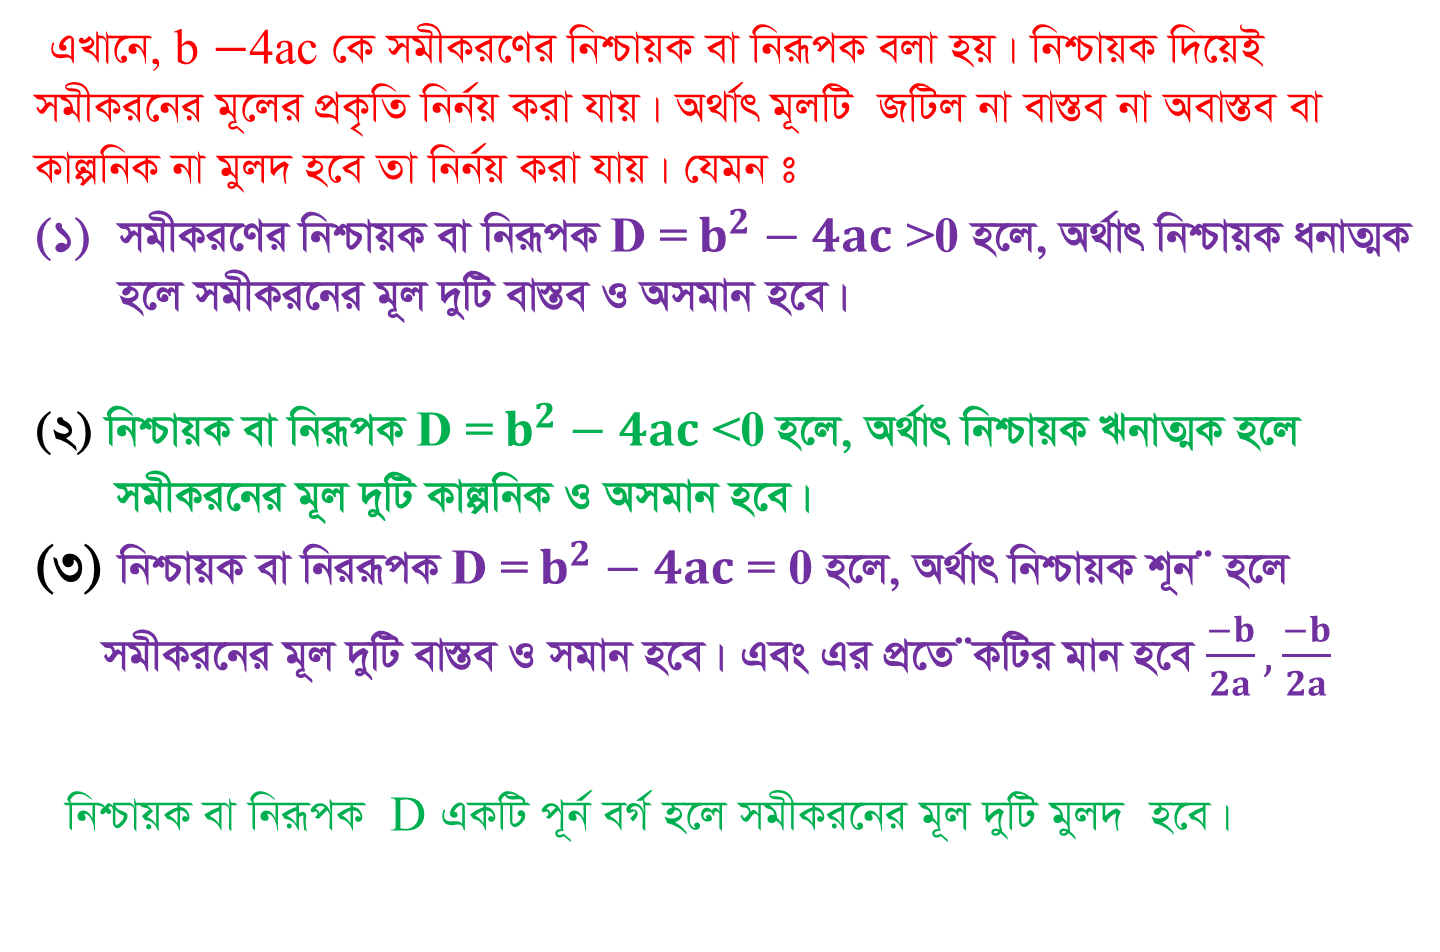 এখানে, b −4ac কে সমীকরণের নিশ্চায়ক বা নিরূপক বলা হয়। নিশ্চায়ক দিয়েই
সমীকরনের মূলের প্রকৃতি নির্নয় করা যায়। অর্থাৎ মূলটি জটিল না বাস্তব না অবাস্তব বা
কাল্পনিক না মুলদ হবে তা নির্নয় করা যায়। যেমন ঃ
(১) সমীকরণের নিশ্চায়ক বা নিরূপক D = b² − 4ac >0 হলে, অর্থাৎ নিশ্চায়ক ধনাত্মক
হলে সমীকরনের মূল দুটি বাস্তব ও অসমান হবে।
(২) নিশ্চায়ক বা নিরূপক D = b² − 4ac <0 হলে, অর্থাৎ নিশ্চায়ক ঋনাত্মক হলে
সমীকরনের মূল দুটি কাল্পনিক ও অসমান হবে।
(৩) নিশ্চায়ক বা নিররূপক D = b² − 4ac = 0 হলে, অর্থাৎ নিশ্চায়ক শূন¨ হলে
সমীকরনের মূল দুটি বাস্তব ও সমান হবে। এবং এর প্রতে¨কটির মান হবে −b/2a , −b/2a
নিশ্চায়ক বা নিরূপক D একটি পূর্ন বর্গ হলে সমীকরনের মূল দুটি মুলদ হবে।